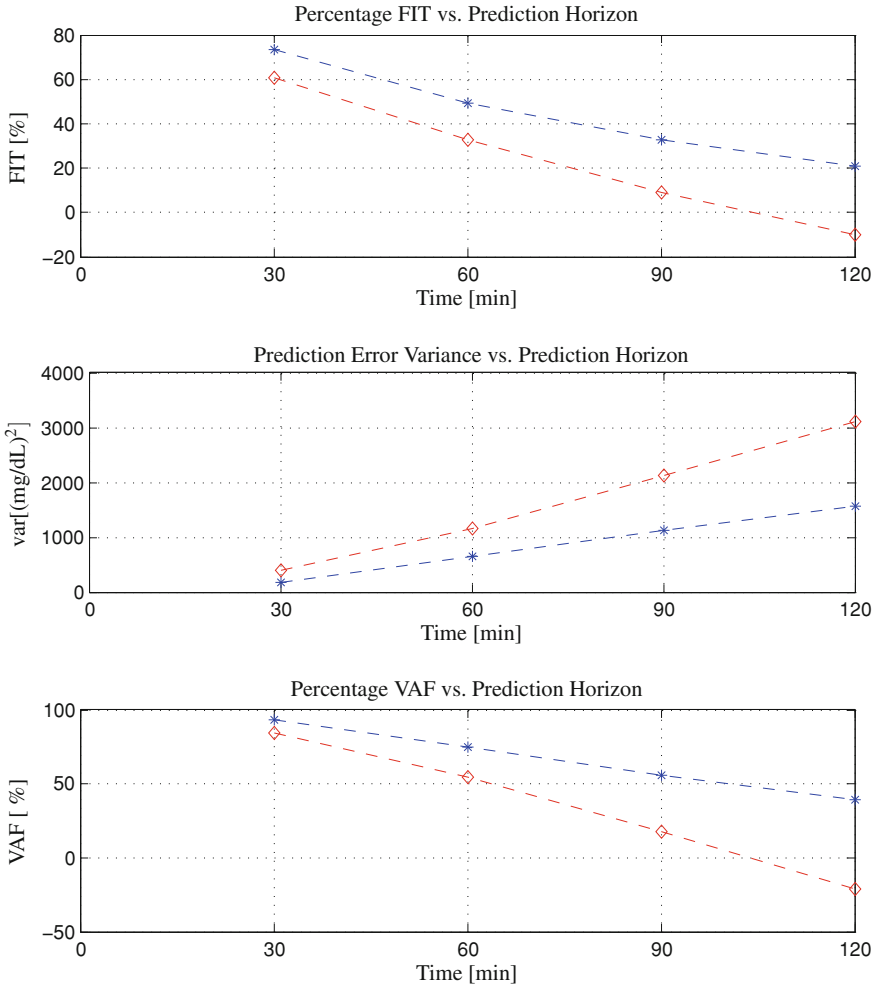 Percentage FIT vs. Prediction Horizon
80
60
40
20
0
−20
FIT [%]
0 30 60 90 120
Time [min]
Prediction Error Variance vs. Prediction Horizon
4000
3000
2000
1000
0
var[(mg/dL)²]
0 30 60 90 120
Time [min]
Percentage VAF vs. Prediction Horizon
100
50
0
−50
VAF [ %]
0 30 60 90 120
Time [min]